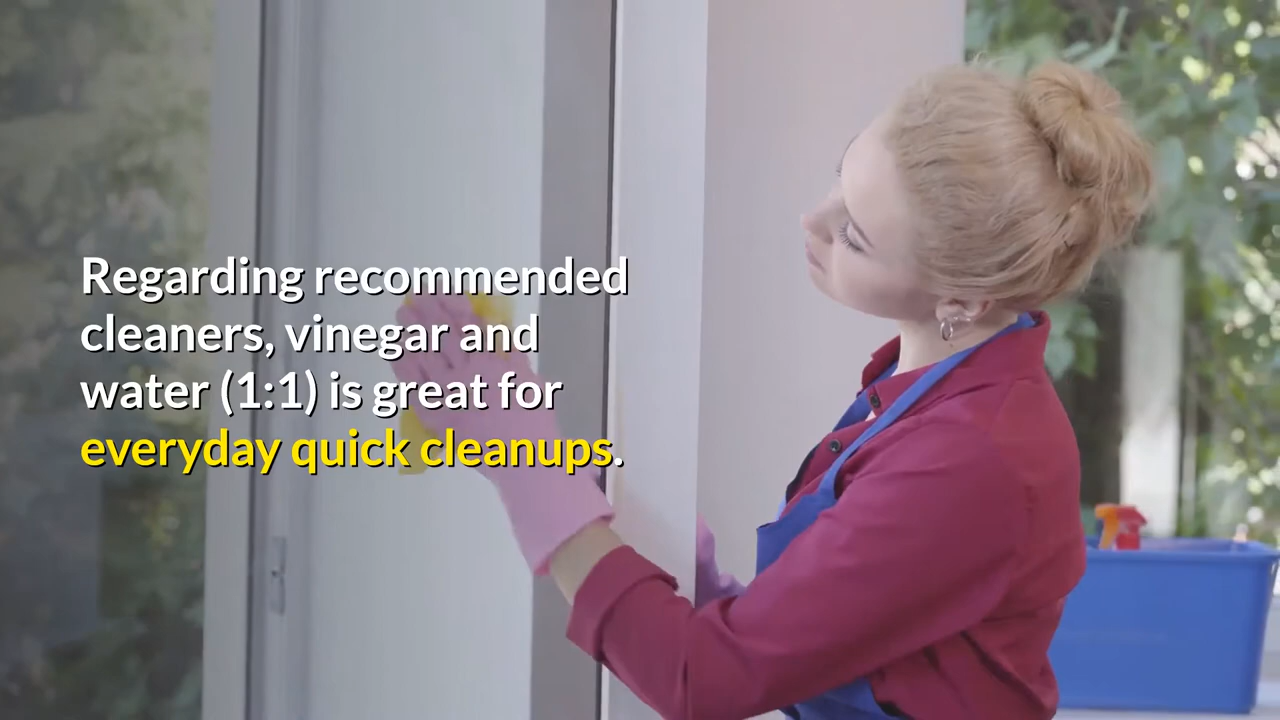 Regarding recommended
cleaners, vinegar and
water (1:1) is great for
everyday quick cleanups.